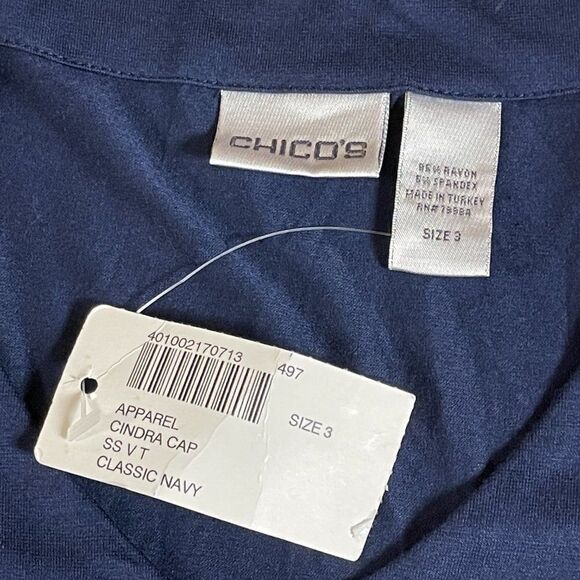 CHICO'S
95% RAYON
5% SPANDEX
MADE IN TURKEY
RN# 79984
SIZE 3
401002170713
497
APPAREL
CINDRA CAP
SS V T
CLASSIC NAVY
SIZE 3